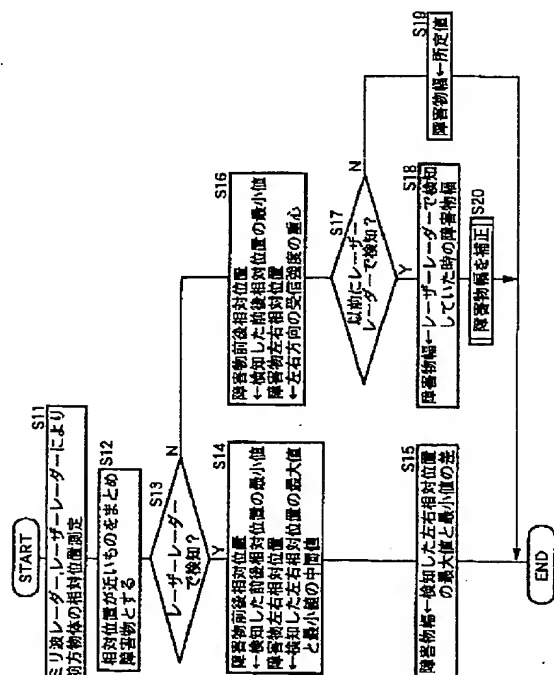 START
S11
ミリ波レーダー、レーザーレーダーにより
前方物体の相対位置測定
S12
相対位置が近いものをまとめ
障害物とする
S13
レーザーレーダー
で検知?
Y
N
S14
障害物前後相対位置
←検知した前後相対位置の最小値
障害物左右相対位置
←検知した左右相対位置の最大値
と最小値の中間値
S15
障害物幅←検知した左右相対位置
の最大値と最小値の差
S16
障害物前後相対位置
←検知した前後相対位置の最小値
障害物左右相対位置
←左右方向の受信強度の重心
S17
以前にレーザー
レーダーで検知?
Y
N
S18
障害物幅←レーザーレーダーで検知
していた時の障害物幅
S20
障害物幅を補正
S19
障害物幅←所定値
END